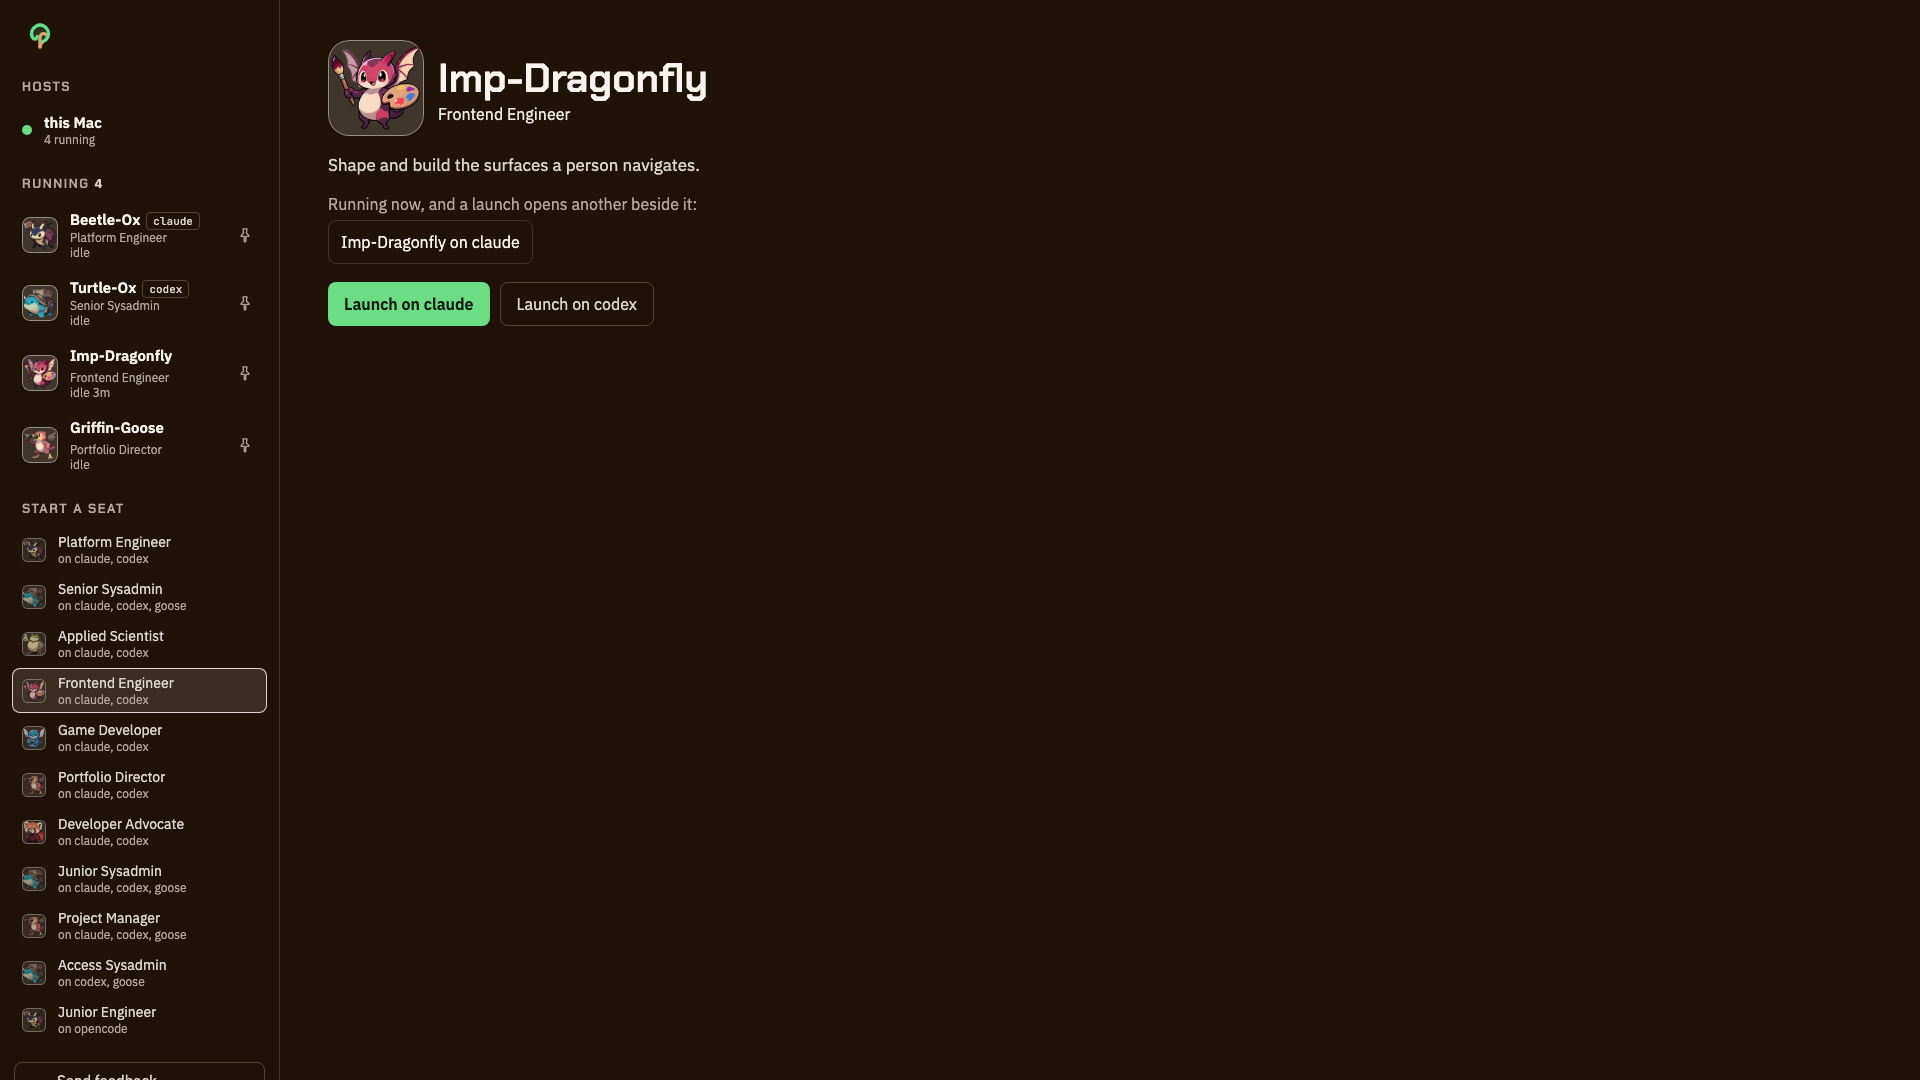 HOSTS
this Mac
4 running
RUNNING 4
Beetle-Ox claude
Platform Engineer
idle
Turtle-Ox codex
Senior Sysadmin
idle
Imp-Dragonfly
Frontend Engineer
idle 3m
Griffin-Goose
Portfolio Director
idle
START A SEAT
Platform Engineer
on claude, codex
Senior Sysadmin
on claude, codex, goose
Applied Scientist
on claude, codex
Frontend Engineer
on claude, codex
Game Developer
on claude, codex
Portfolio Director
on claude, codex
Developer Advocate
on claude, codex
Junior Sysadmin
on claude, codex, goose
Project Manager
on claude, codex, goose
Access Sysadmin
on codex, goose
Junior Engineer
on opencode
Send feedback
Imp-Dragonfly
Frontend Engineer
Shape and build the surfaces a person navigates.
Running now, and a launch opens another beside it:
Imp-Dragonfly on claude
Launch on claude
Launch on codex